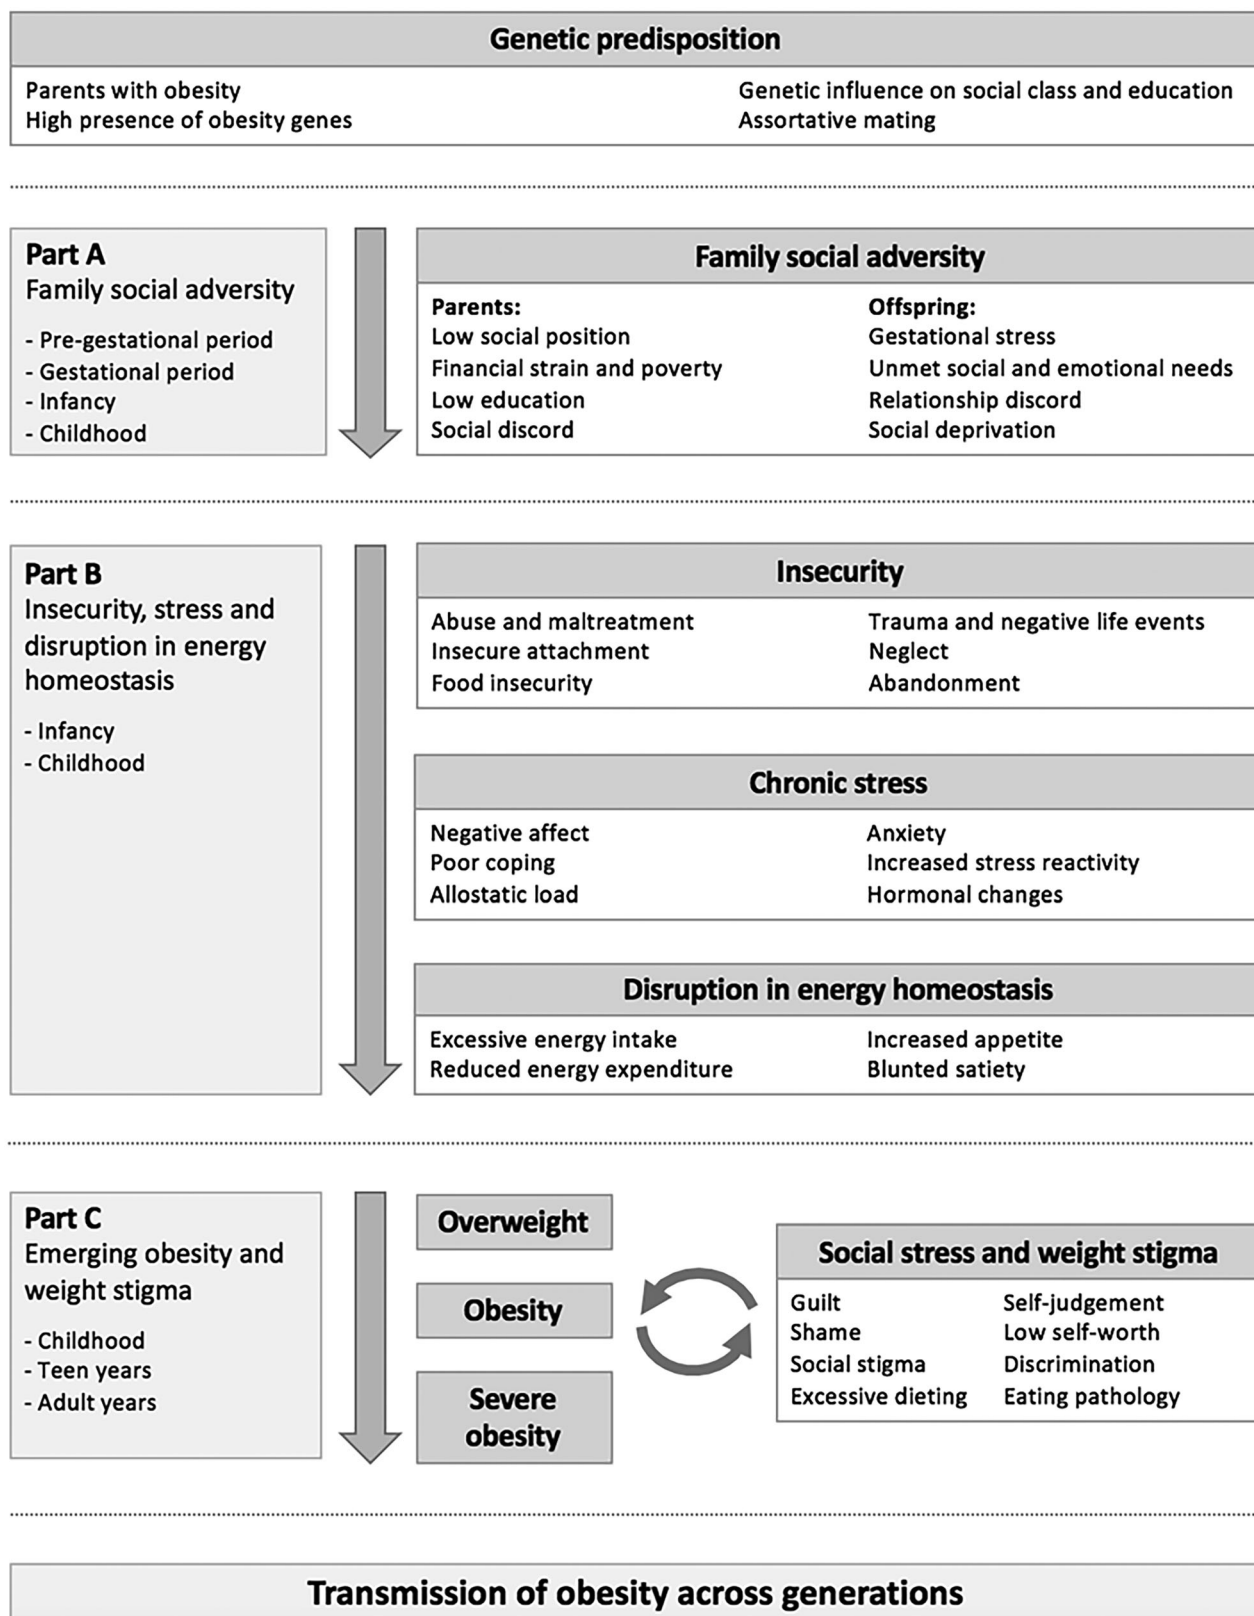 Genetic predisposition
Parents with obesity
High presence of obesity genes
Genetic influence on social class and education
Assortative mating
Part A
Family social adversity
- Pre-gestational period
- Gestational period
- Infancy
- Childhood
Family social adversity
Parents:
Low social position
Financial strain and poverty
Low education
Social discord
Offspring:
Gestational stress
Unmet social and emotional needs
Relationship discord
Social deprivation
Part B
Insecurity, stress and
disruption in energy
homeostasis
- Infancy
- Childhood
Insecurity
Abuse and maltreatment
Insecure attachment
Food insecurity
Trauma and negative life events
Neglect
Abandonment
Chronic stress
Negative affect
Poor coping
Allostatic load
Anxiety
Increased stress reactivity
Hormonal changes
Disruption in energy homeostasis
Excessive energy intake
Reduced energy expenditure
Increased appetite
Blunted satiety
Part C
Emerging obesity and
weight stigma
- Childhood
- Teen years
- Adult years
Overweight
Obesity
Severe
obesity
Social stress and weight stigma
Guilt
Shame
Social stigma
Excessive dieting
Self-judgement
Low self-worth
Discrimination
Eating pathology
Transmission of obesity across generations